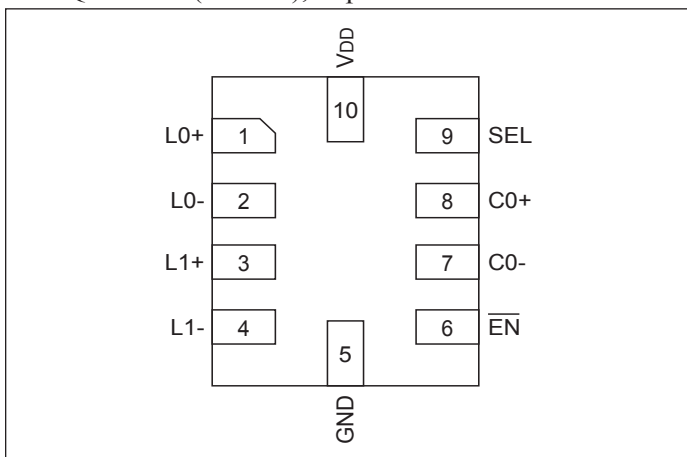 VDD
10
L0+ 1 9 SEL
L0- 2 8 C0+
L1+ 3 7 C0-
L1- 4 6 E̅N̅
5
GND